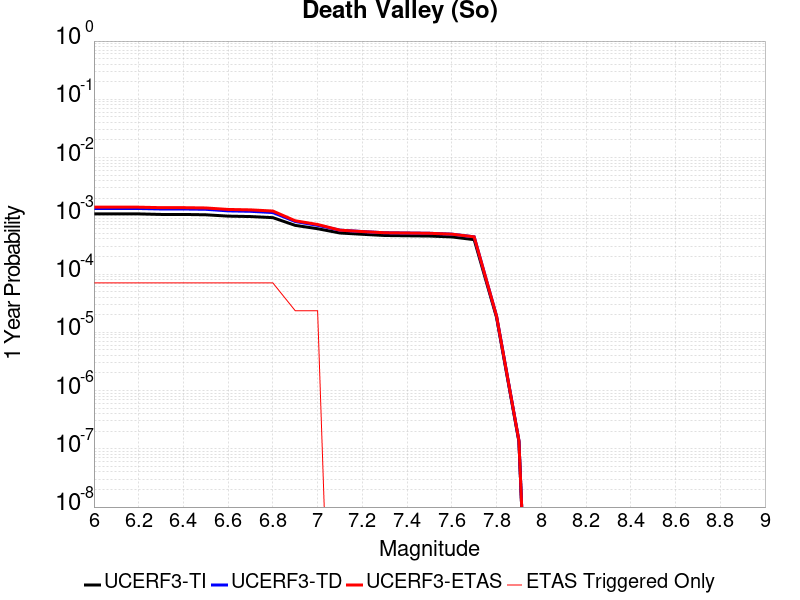 Death Valley (So)
10^0
10^-1
10^-2
10^-3
10^-4
10^-5
10^-6
10^-7
10^-8
1 Year Probability
6 6.2 6.4 6.6 6.8 7 7.2 7.4 7.6 7.8 8 8.2 8.4 8.6 8.8 9
Magnitude
UCERF3-TI UCERF3-TD UCERF3-ETAS ETAS Triggered Only